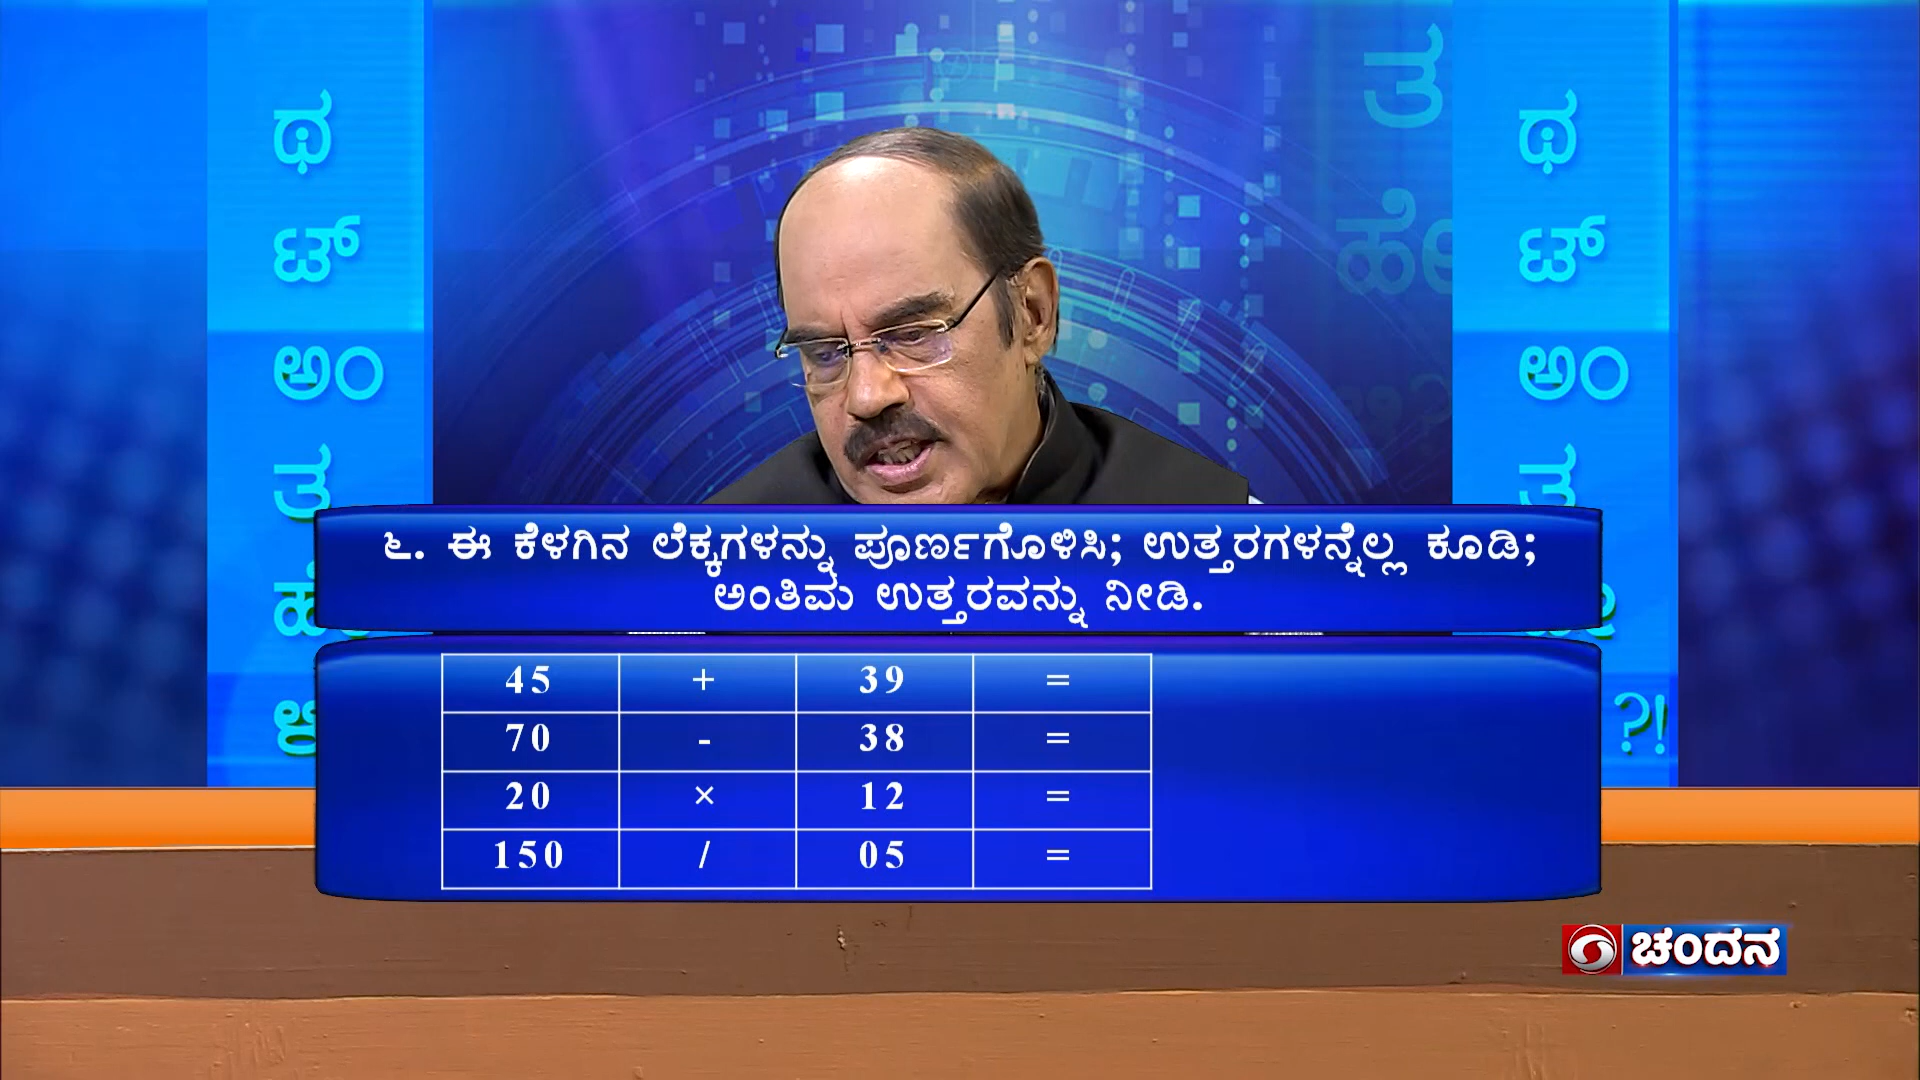 ಥ
ಟ್
ಅಂ
ತ
ತ
ಹೇ
ಥ
ಟ್
ಅಂ
೬. ಈ ಕೆಳಗಿನ ಲೆಕ್ಕಗಳನ್ನು ಪೂರ್ಣಗೊಳಿಸಿ; ಉತ್ತರಗಳನ್ನೆಲ್ಲ ಕೂಡಿ;
ಅಂತಿಮ ಉತ್ತರವನ್ನು ನೀಡಿ.
45 + 39 =
70 - 38 =
20 × 12 =
150 / 05 =
?!
ಚಂದನ